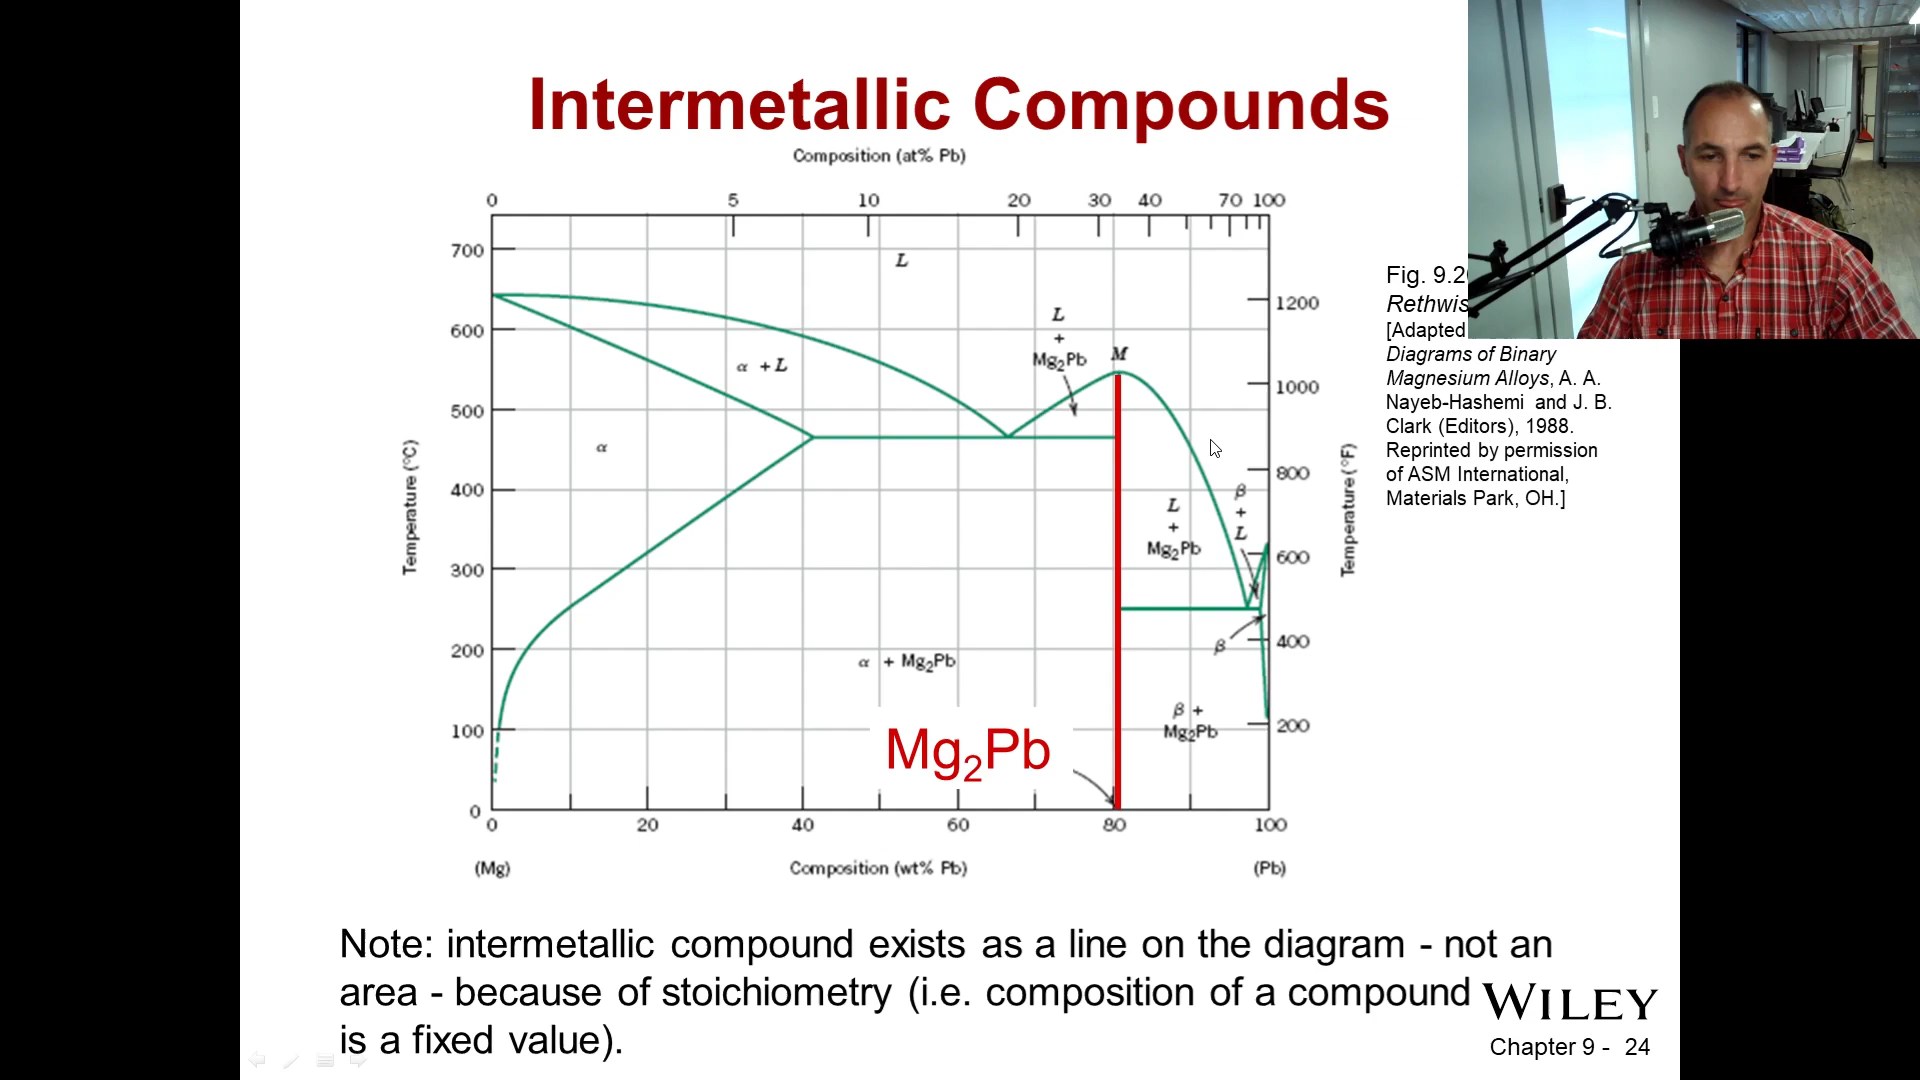 Intermetallic Compounds
Composition (at% Pb)
0 5 10 20 30 40 70 100
700
L
1200
L
+
Mg₂Pb
M
600
α + L
1000
500
α
800
400
β
+
L
L
+
Mg₂Pb
600
300
β
400
200
α + Mg₂Pb
β +
Mg₂Pb
200
100
Mg₂Pb
0
Temperature (°C)
Temperature (°F)
0 20 40 60 80 100
(Mg) Composition (wt% Pb) (Pb)
Fig. 9.2
Rethwis
[Adapted
Diagrams of Binary
Magnesium Alloys, A. A.
Nayeb-Hashemi and J. B.
Clark (Editors), 1988.
Reprinted by permission
of ASM International,
Materials Park, OH.]
Note: intermetallic compound exists as a line on the diagram - not an
area - because of stoichiometry (i.e. composition of a compound
is a fixed value).
WILEY
Chapter 9 - 24